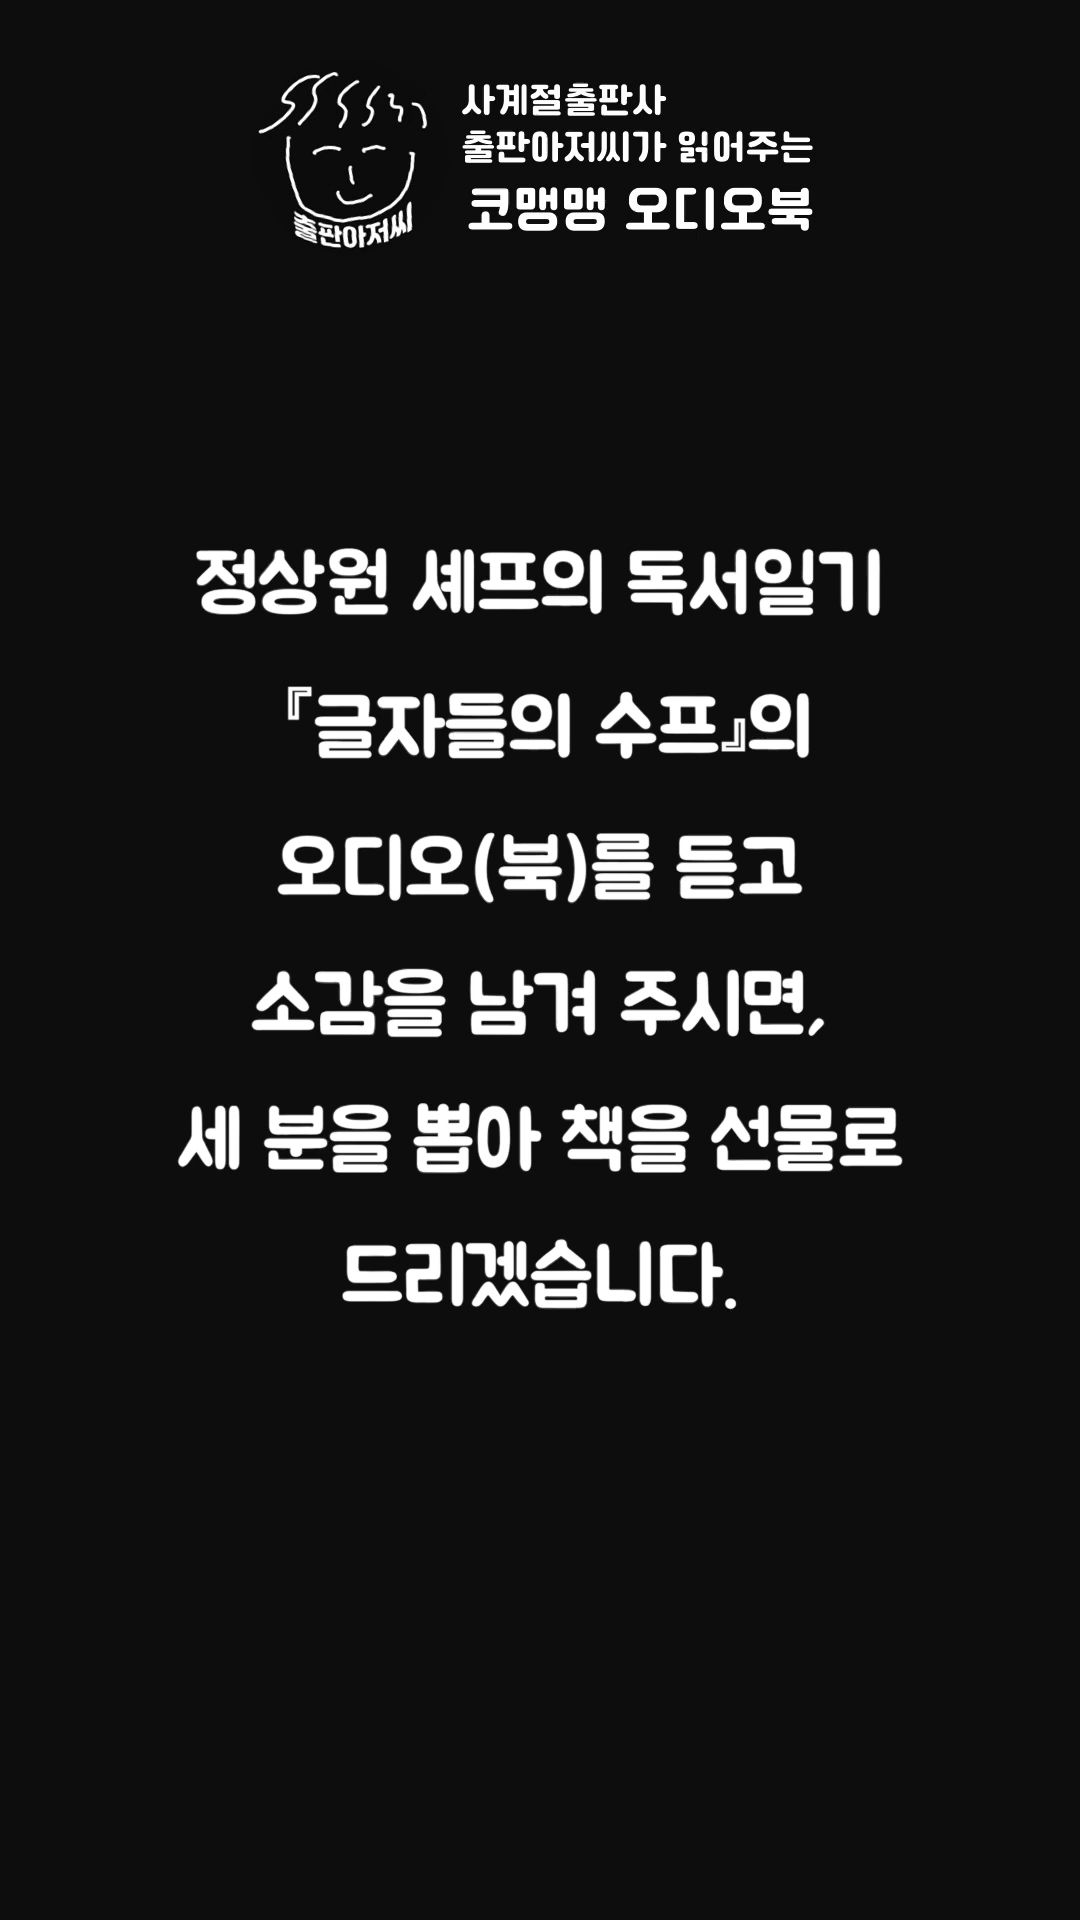 사계절출판사
출판아저씨가 읽어주는
코맹맹 오디오북
출판아저씨
정상원 셰프의 독서일기
『글자들의 수프』의
오디오(북)를 듣고
소감을 남겨 주시면,
세 분을 뽑아 책을 선물로
드리겠습니다.